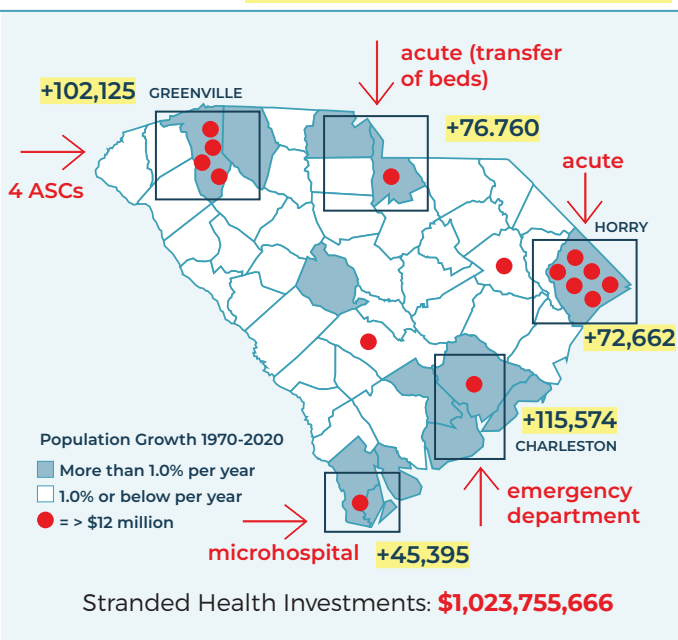 acute (transfer
of beds)
+102,125 GREENVILLE
+76.760
4 ASCs
acute
HORRY
+72,662
+115,574
CHARLESTON
Population Growth 1970-2020
More than 1.0% per year
1.0% or below per year
= > $12 million
emergency
department
microhospital +45,395
Stranded Health Investments: $1,023,755,666